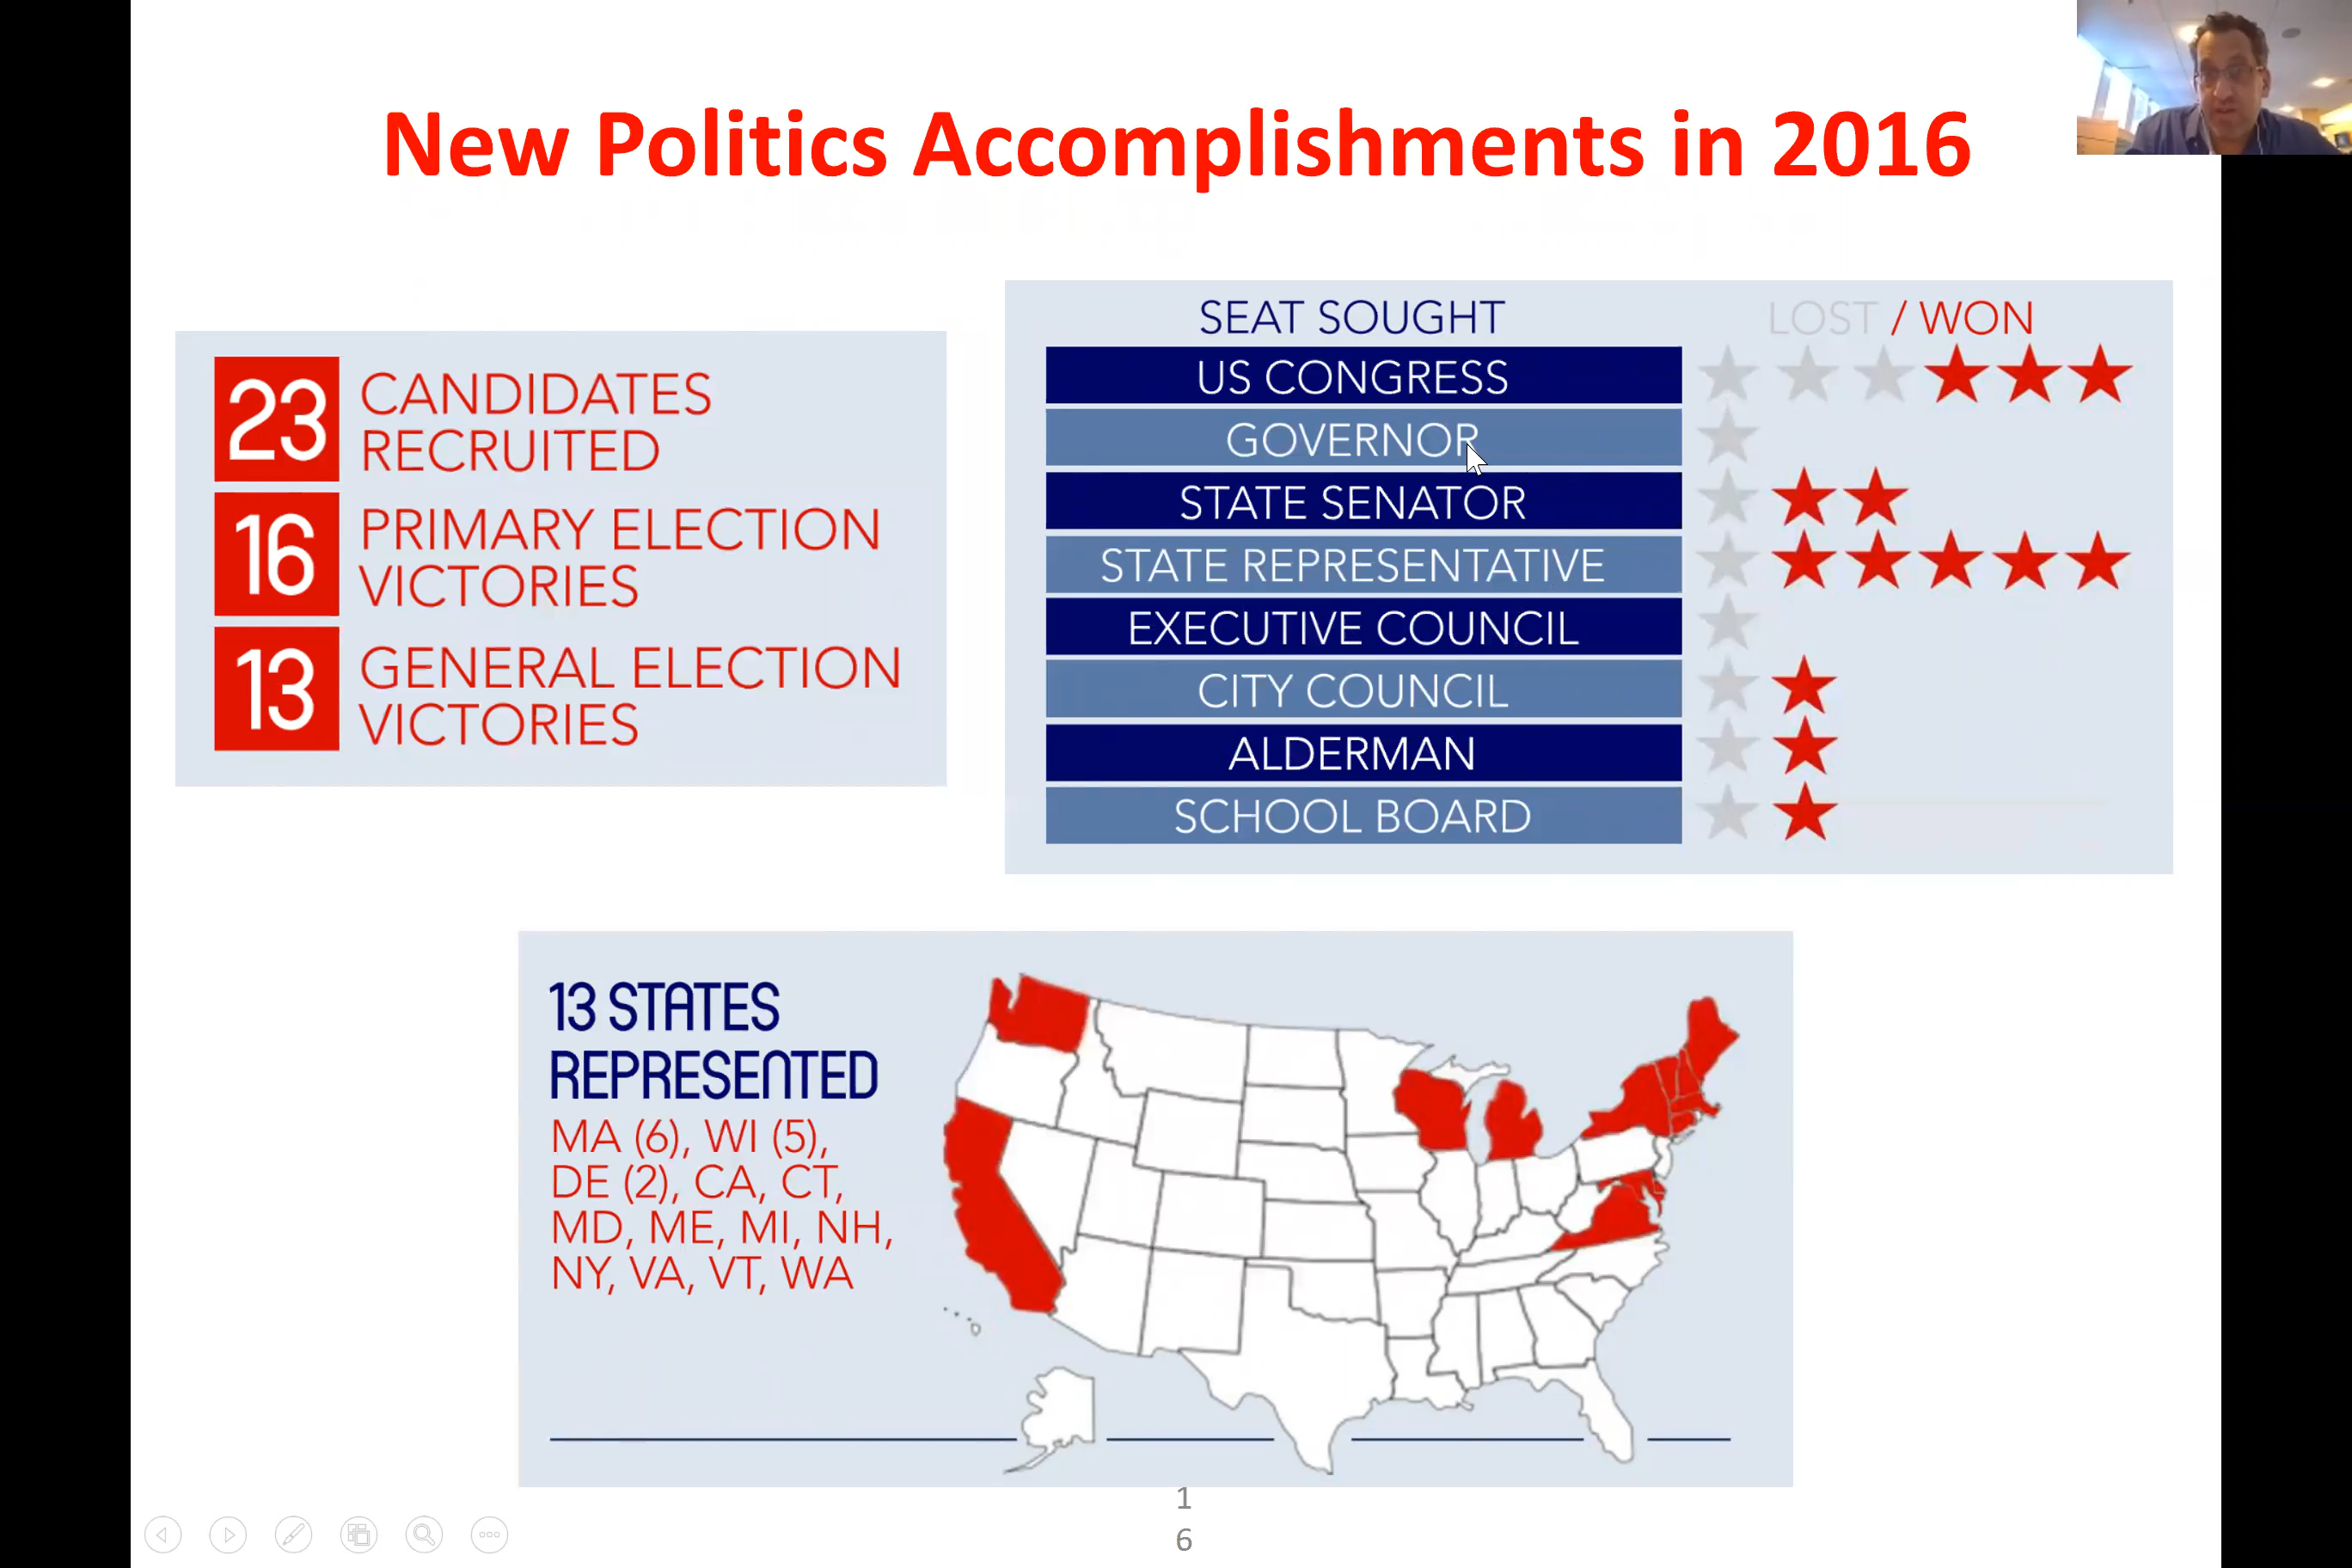 New Politics Accomplishments in 2016
23
CANDIDATES
RECRUITED
16
PRIMARY ELECTION
VICTORIES
13
GENERAL ELECTION
VICTORIES
SEAT SOUGHT
LOST / WON
US CONGRESS
GOVERNOR
STATE SENATOR
STATE REPRESENTATIVE
EXECUTIVE COUNCIL
CITY COUNCIL
ALDERMAN
SCHOOL BOARD
13 STATES
REPRESENTED
MA (6), WI (5),
DE (2), CA, CT,
MD, ME, MI, NH,
NY, VA, VT, WA
1
6